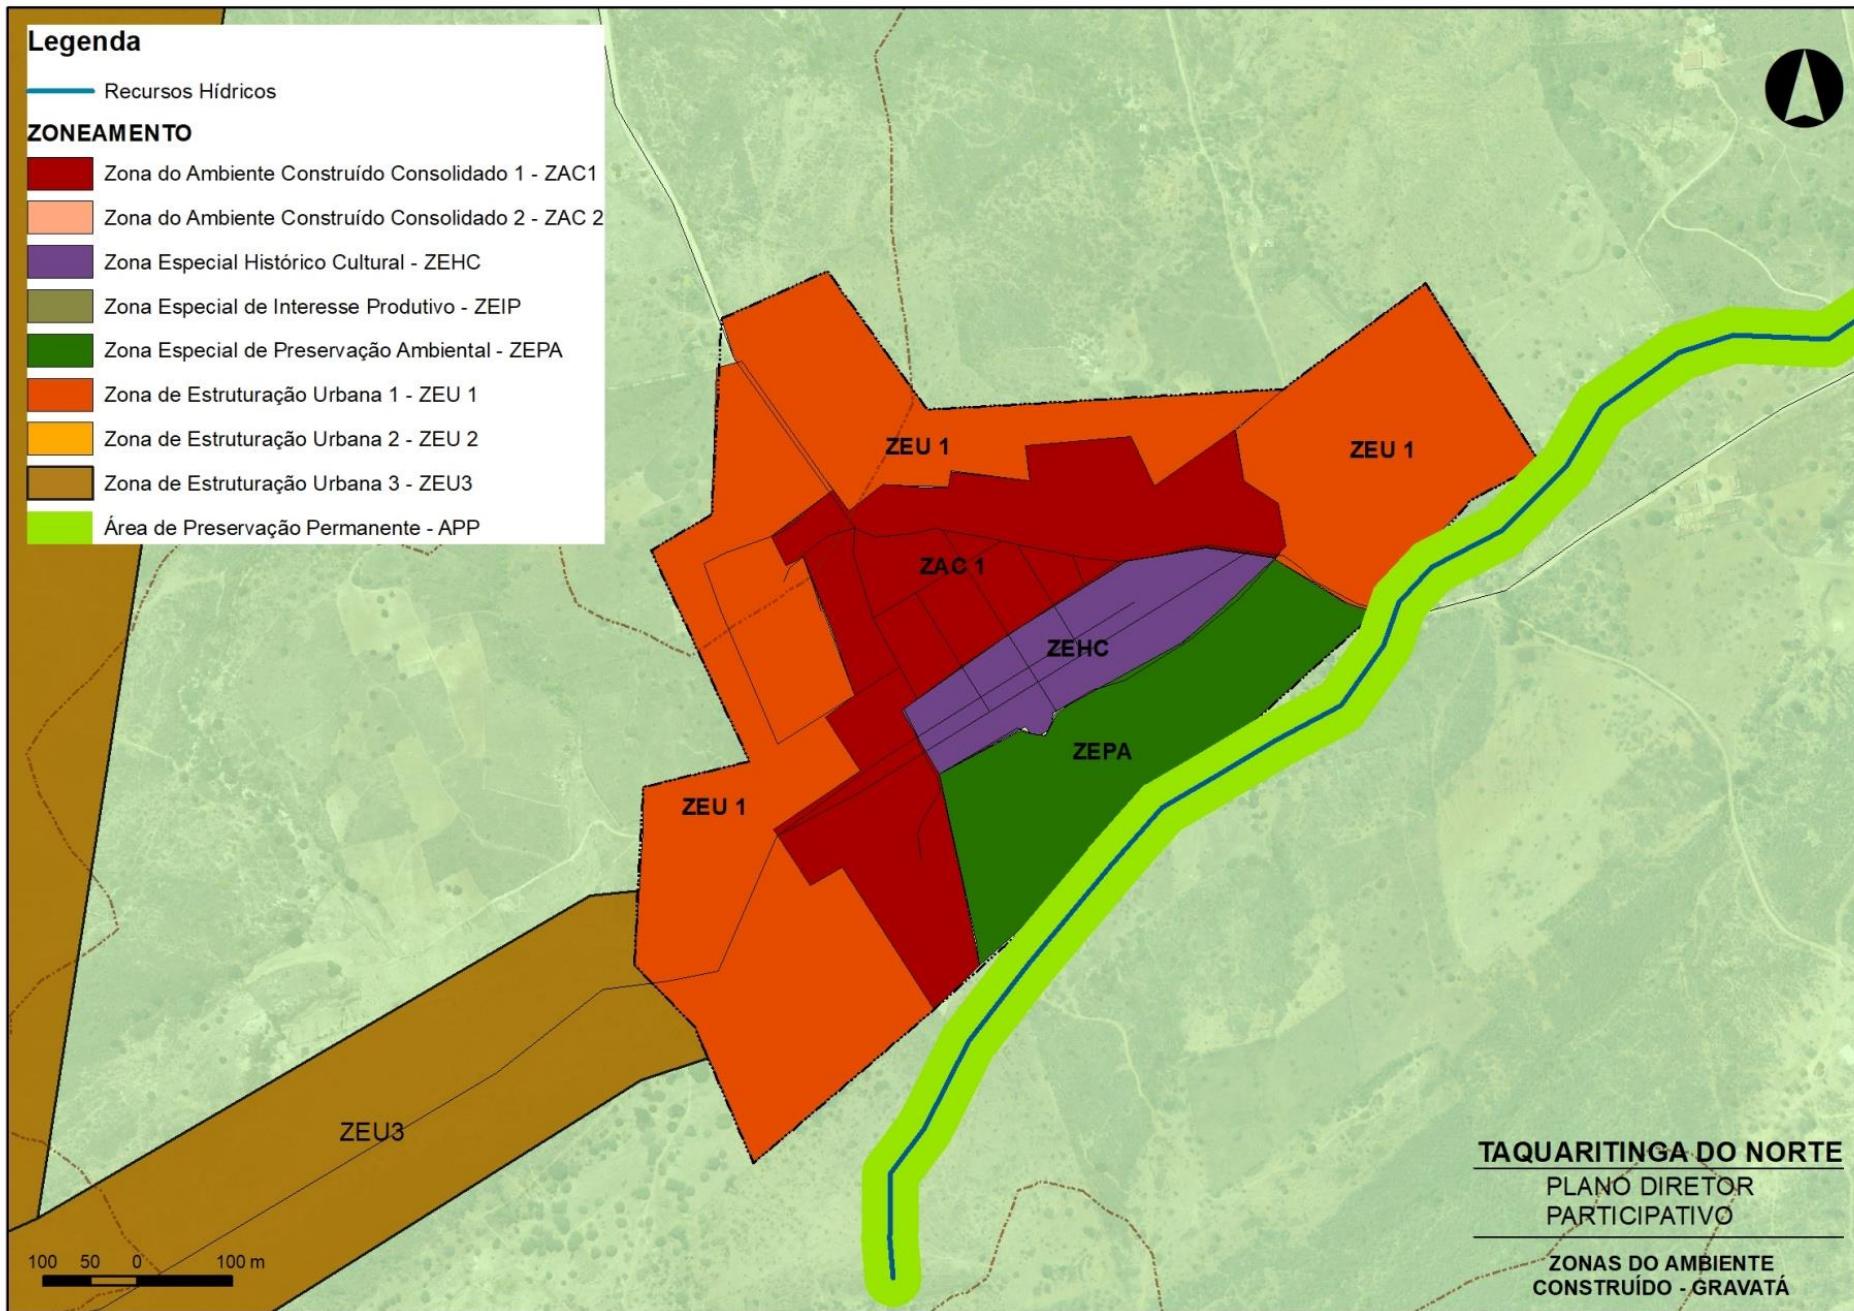 Legenda
Recursos Hídricos
ZONEAMENTO
Zona do Ambiente Construído Consolidado 1 - ZAC1
Zona do Ambiente Construído Consolidado 2 - ZAC 2
Zona Especial Histórico Cultural - ZEHC
Zona Especial de Interesse Produtivo - ZEIP
Zona Especial de Preservação Ambiental - ZEPA
Zona de Estruturação Urbana 1 - ZEU 1
Zona de Estruturação Urbana 2 - ZEU 2
Zona de Estruturação Urbana 3 - ZEU3
Área de Preservação Permanente - APP
ZEU 1
ZEU 1
ZAC 1
ZEHC
ZEPA
ZEU 1
ZEU3
100 50 0 100 m
TAQUARITINGA DO NORTE
PLANO DIRETOR
PARTICIPATIVO
ZONAS DO AMBIENTE
CONSTRUÍDO - GRAVATÁ